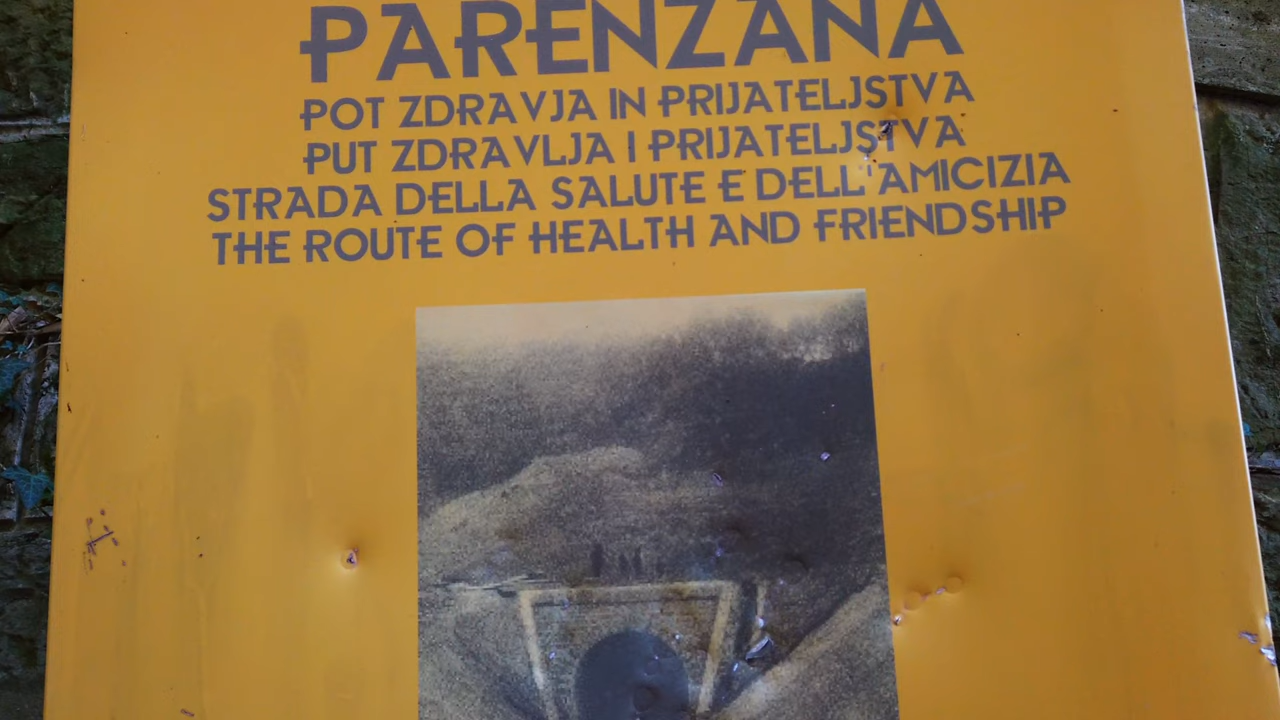 PARENZANA
POT ZDRAVJA IN PRIJATELJSTVA
PUT ZDRAVLJA I PRIJATELJSTVA
STRADA DELLA SALUTE E DELL'AMICIZIA
THE ROUTE OF HEALTH AND FRIENDSHIP